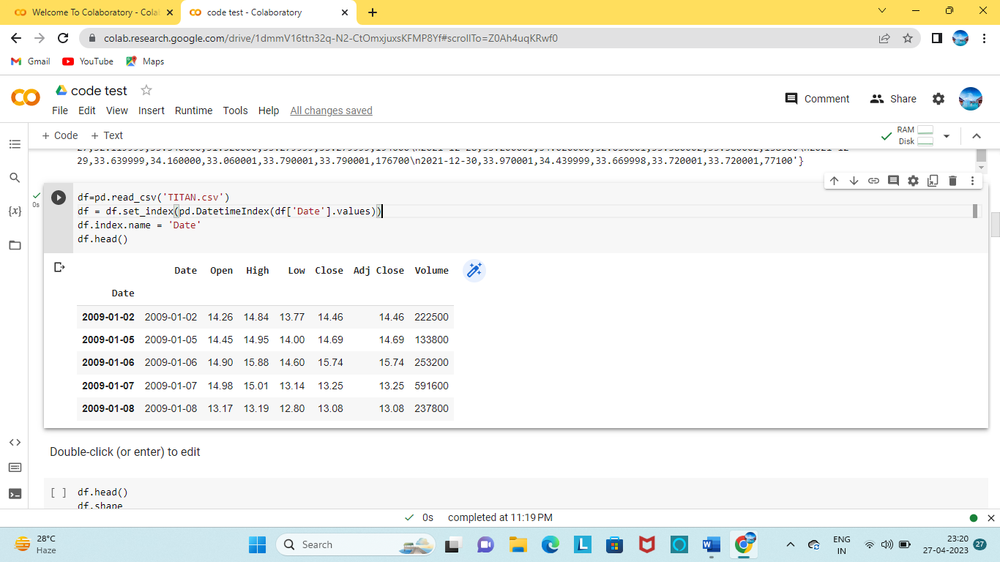 Welcome To Colaboratory - Cola
code test - Colaboratory
colab.research.google.com/drive/1dmmV16ttn32q-N2-CtOmxjuxsKFMP8Yf#scrollTo=Z0Ah4uqKRwf0
Gmail YouTube Maps
code test
Comment Share
File Edit View Insert Runtime Tools Help All changes saved
+ Code + Text
RAM
Disk
29,33.639999,34.160000,33.060001,33.790001,33.790001,176700\n2021-12-30,33.970001,34.439999,33.669998,33.720001,33.720001,77100'}
0s
df=pd.read_csv('TITAN.csv')
df = df.set_index(pd.DatetimeIndex(df['Date'].values))
df.index.name = 'Date'
df.head()
Date Open High Low Close Adj Close Volume
Date
2009-01-02 2009-01-02 14.26 14.84 13.77 14.46 14.46 222500
2009-01-05 2009-01-05 14.45 14.95 14.00 14.69 14.69 133800
2009-01-06 2009-01-06 14.90 15.88 14.60 15.74 15.74 253200
2009-01-07 2009-01-07 14.98 15.01 13.14 13.25 13.25 591600
2009-01-08 2009-01-08 13.17 13.19 12.80 13.08 13.08 237800
Double-click (or enter) to edit
[ ] df.head()
df.shape
0s completed at 11:19 PM
28°C
Haze
Search
ENG
IN
23:20
27-04-2023
27